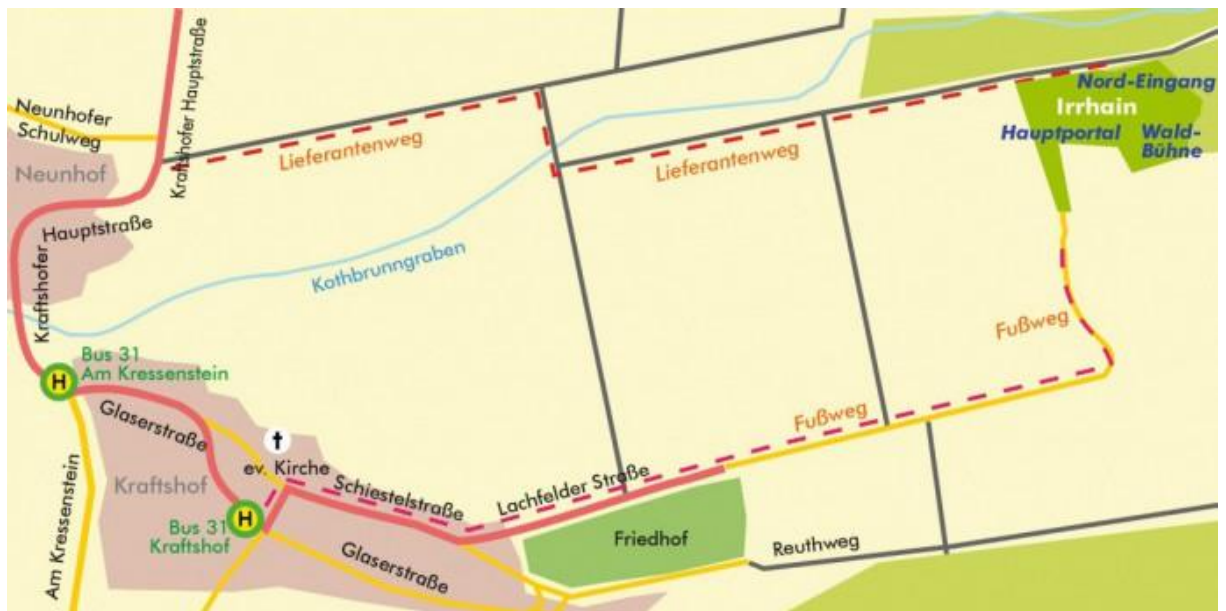 Neunhofer
Schulweg
Kraftshofer Hauptstraße
Neunhof
Hauptstraße
Kraftshofer
Lieferantenweg
Lieferantenweg
Nord-Eingang
Irrhain
Hauptportal
Wald-
Bühne
Kothbrunngraben
Fußweg
H
Bus 31
Am Kressenstein
Glaserstraße
Fußweg
ev. Kirche
Kraftshof
Schiestelstraße
Lachfelder Straße
Am Kressenstein
H
Bus 31
Kraftshof
Glaserstraße
Friedhof
Reuthweg